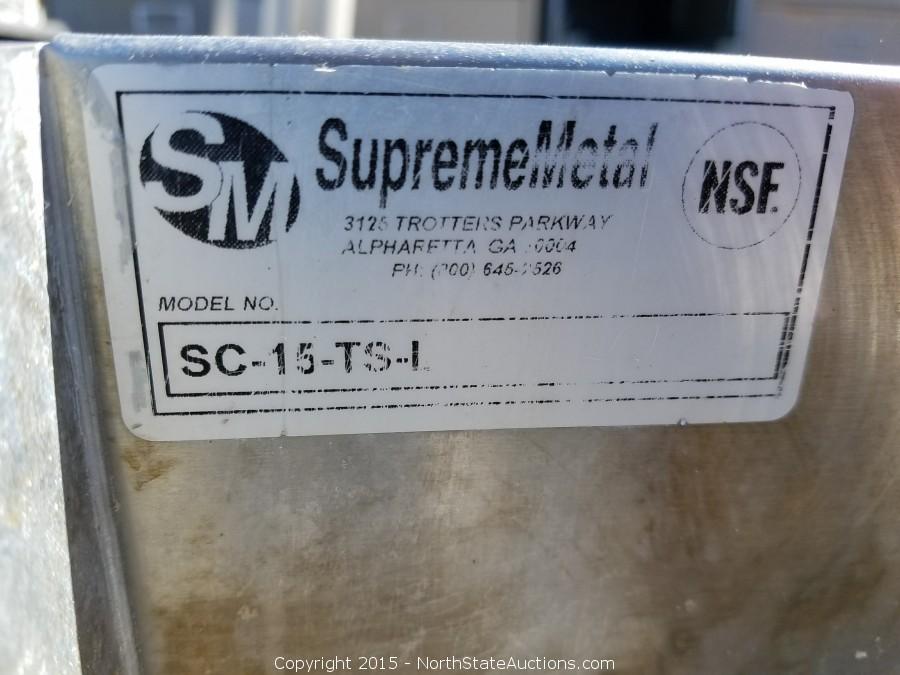 SM SupremeMetal NSF.
3125 TROTTERS PARKWAY
ALPHARETTA GA
PH:
MODEL NO.
SC-15-TS-L
Copyright 2015 - NorthStateAuctions.com